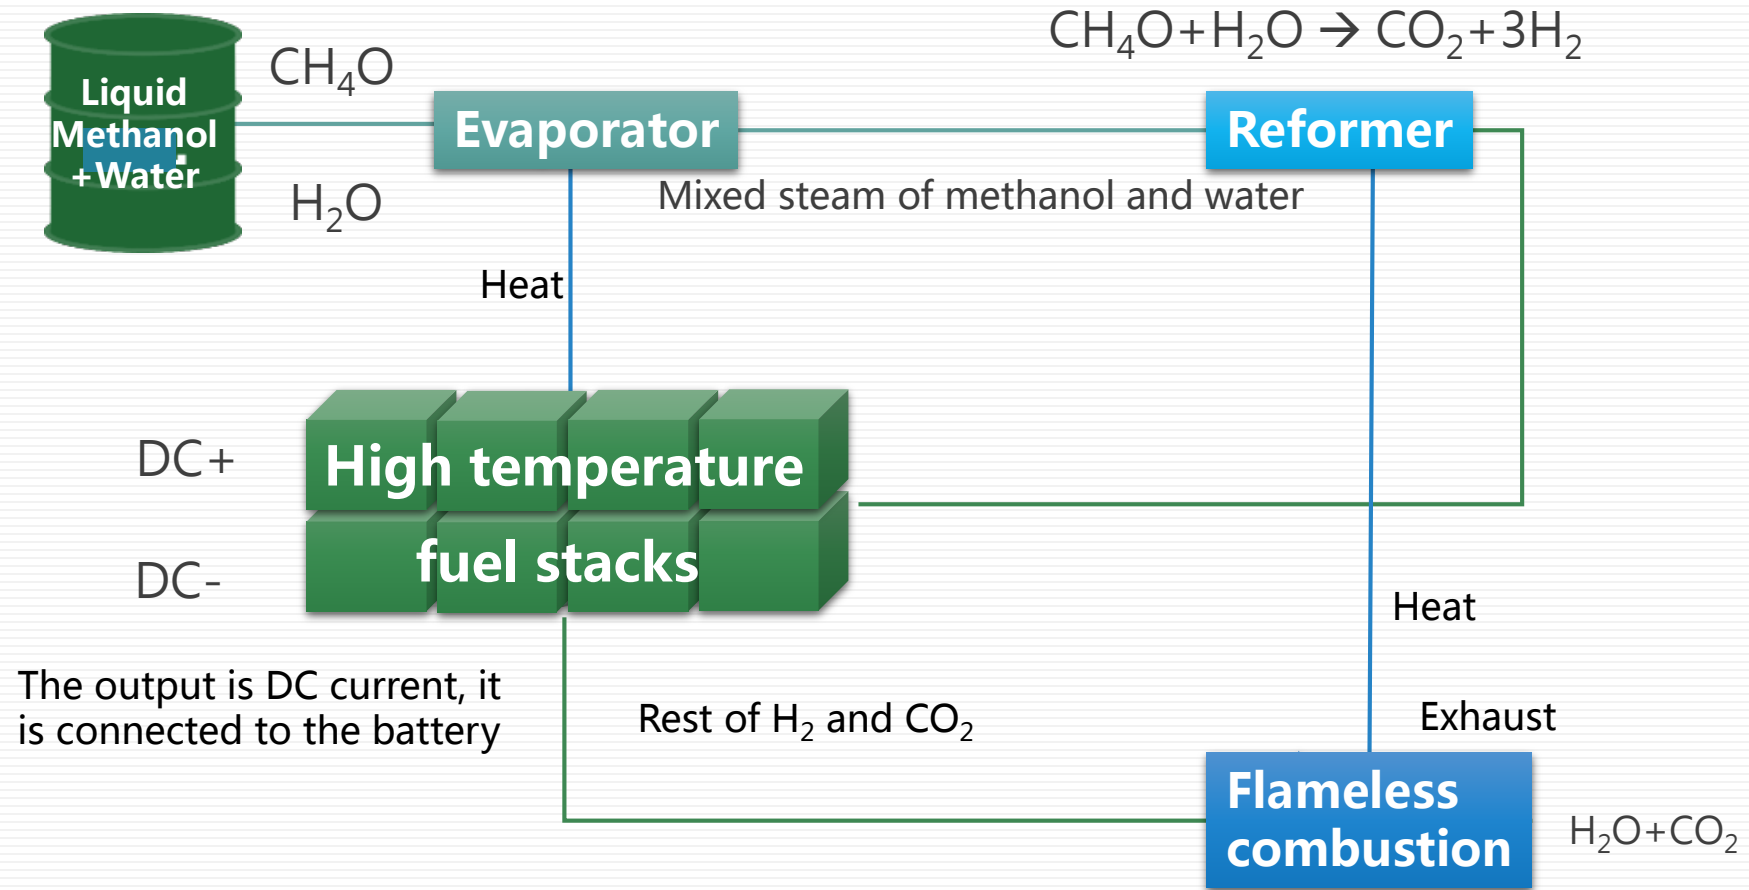 CH₄O+H₂O → CO₂+3H₂
Liquid
Methanol
+Water
CH₄O
H₂O
Evaporator
Reformer
Mixed steam of methanol and water
Heat
DC+
DC-
High temperature
fuel stacks
Heat
The output is DC current, it
is connected to the battery
Rest of H₂ and CO₂
Exhaust
Flameless
combustion
H₂O+CO₂